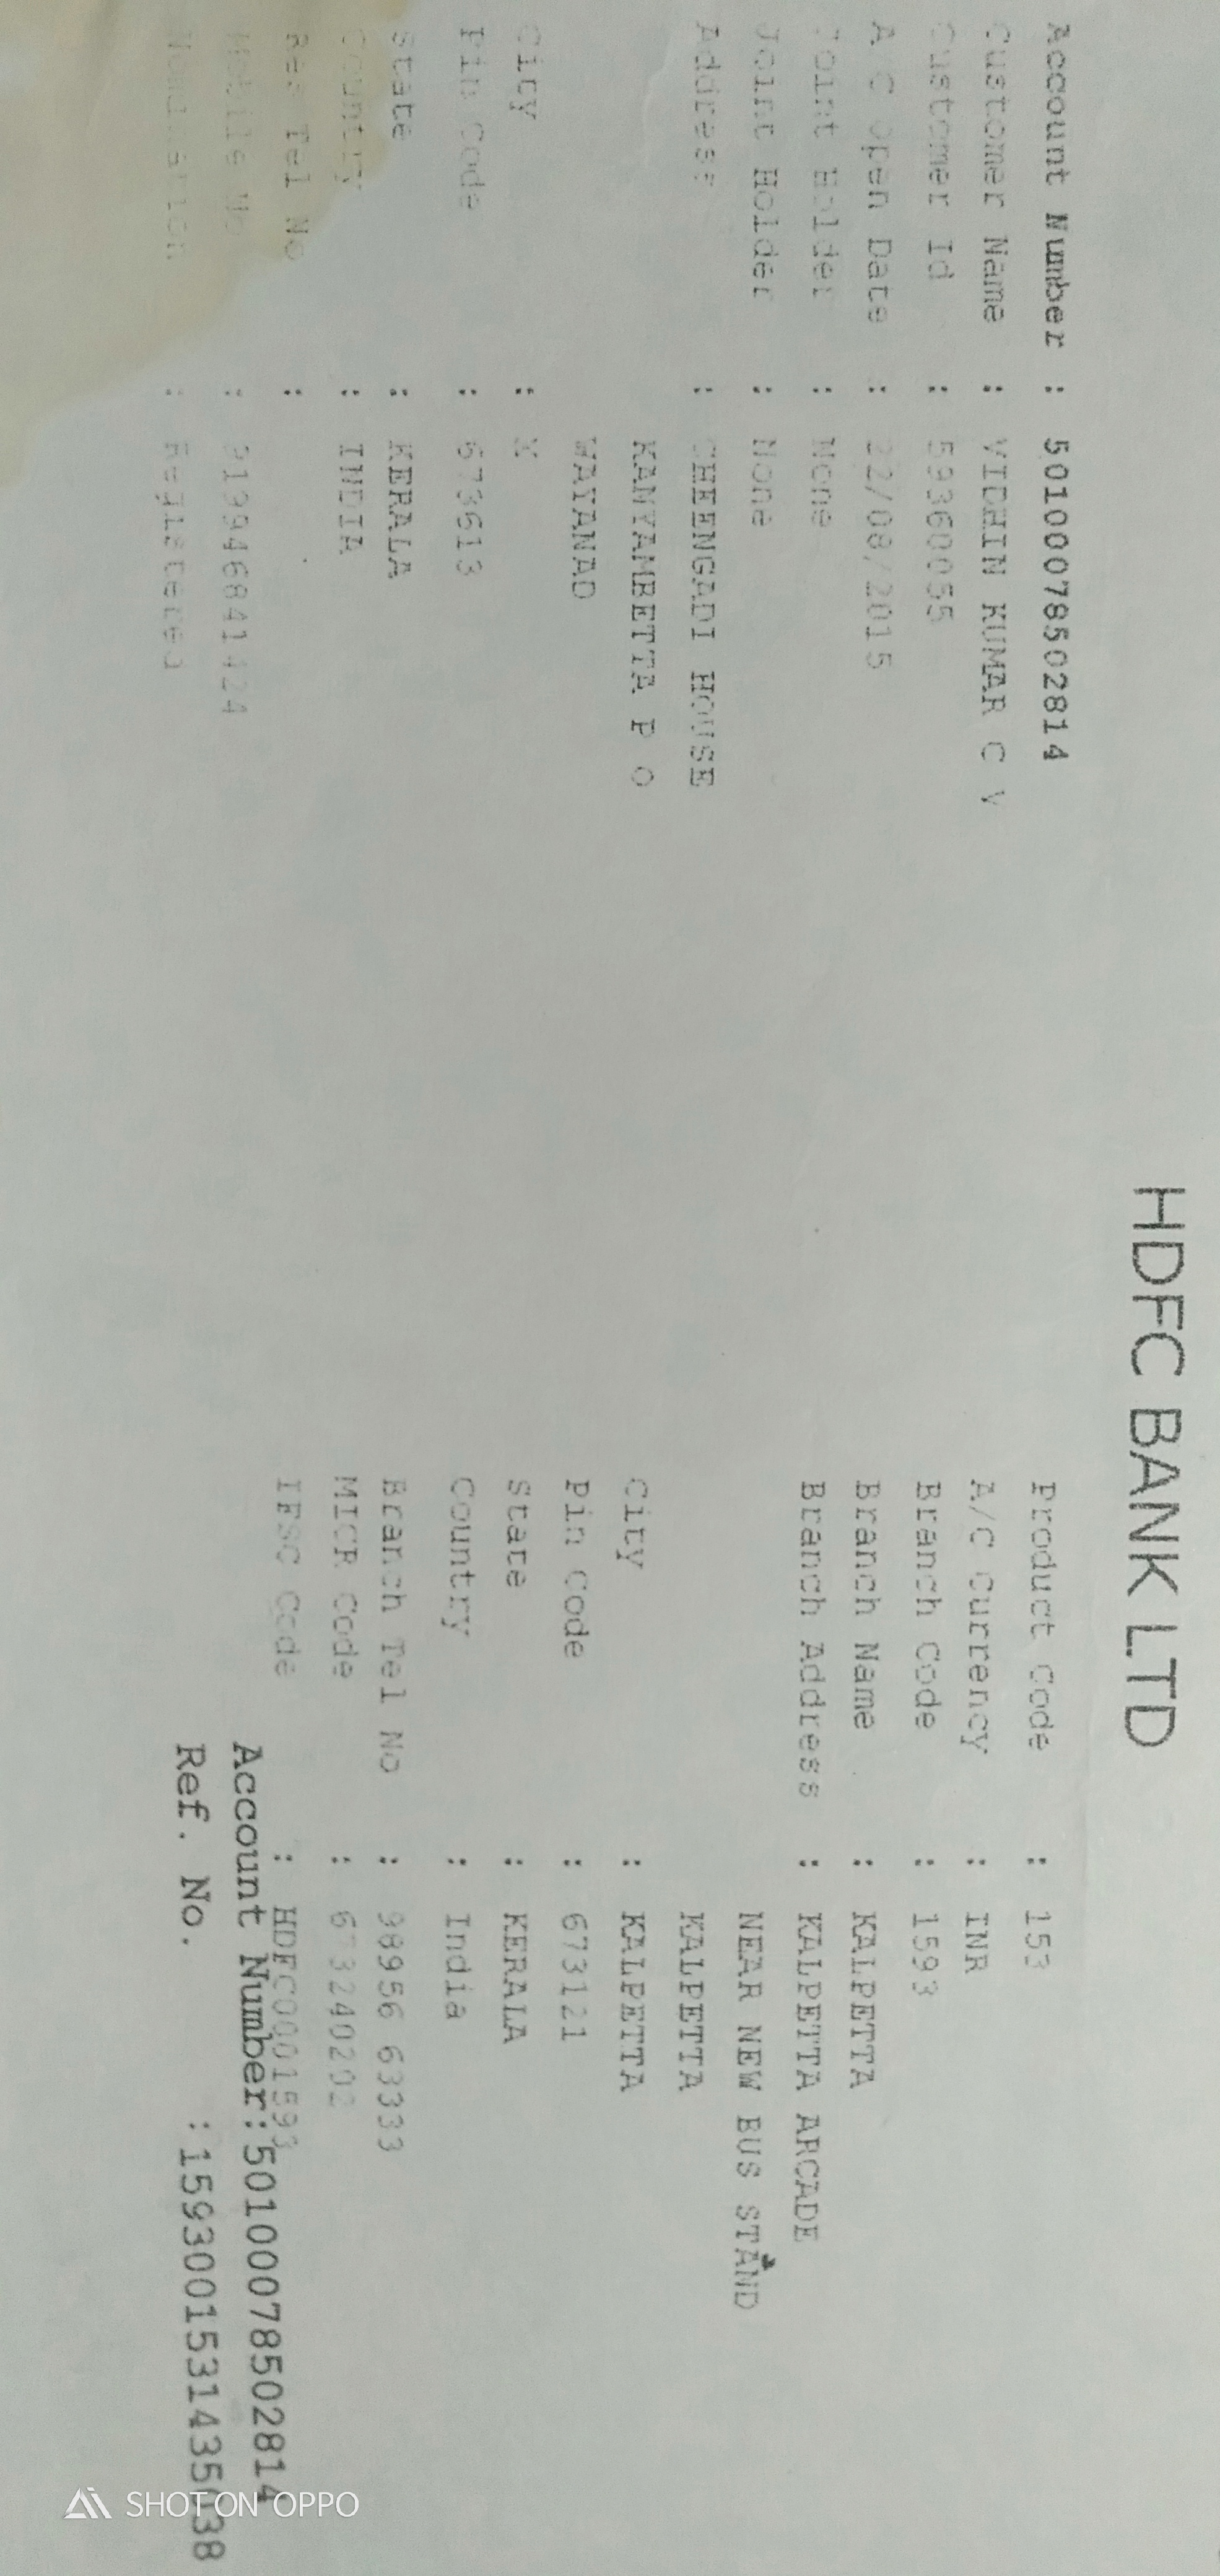 HDFC BANK LTD
Account Number : 50100078502814
Customer Name : VIDHIN KUMAR C V
Customer Id : 59360055
A C Open Date : 22/08/2015
Joint Holder : None
Joint Holder : None
Address : CHEENGADI HOUSE
KANYAMBETTA P O
WAYANAD
City : X
Pin Code : 673613
State : KERALA
Country : INDIA
Res Tel No :
Mobile No : 919946841424
Nomination : Registered
Product Code : 153
A/C Currency : INR
Branch Code : 1593
Branch Name : KALPETTA
Branch Address : KALPETTA ARCADE
NEAR NEW BUS STAND
KALPETTA
City : KALPETTA
Pin Code : 673121
State : KERALA
Country : India
Branch Tel No : 98956 63333
MICR Code : 673240202
IFSC Code : HDFC0001593
Account Number:50100078502814
Ref. No. :
SHOT ON OPPO